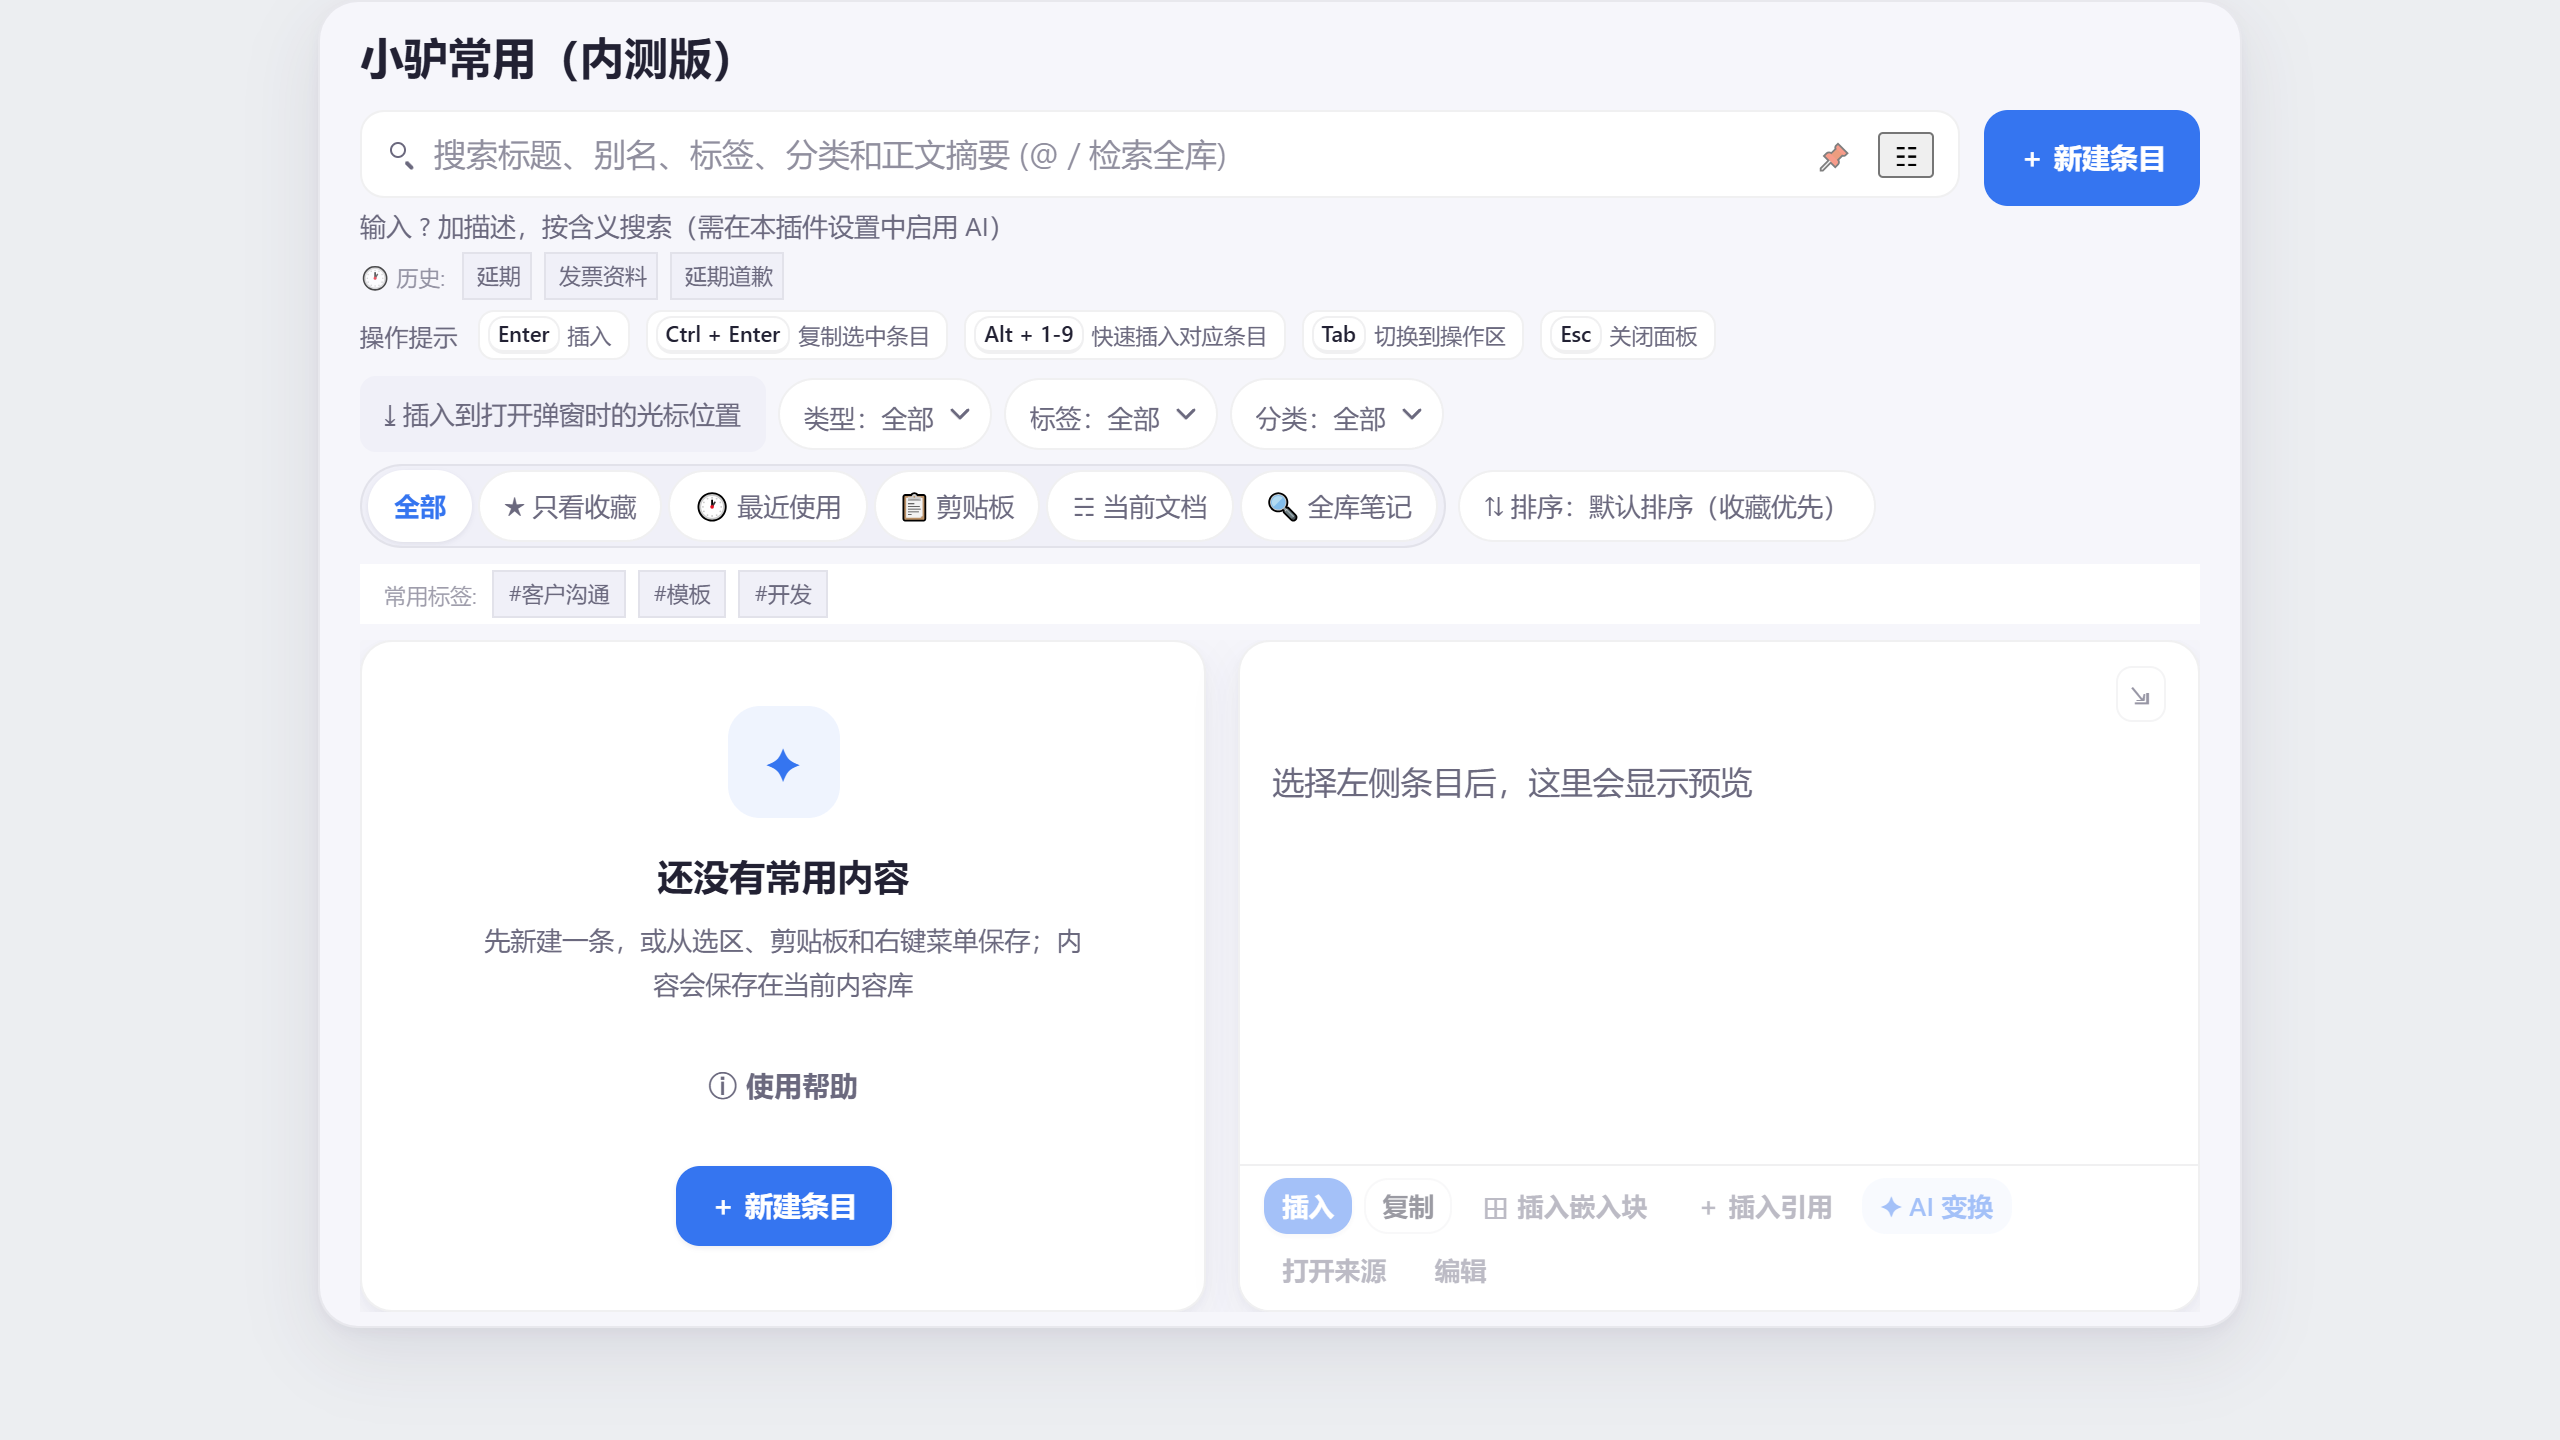 小驴常用（内测版）
搜索标题、别名、标签、分类和正文摘要 (@ / 检索全库)
+ 新建条目
输入 ? 加描述，按含义搜索（需在本插件设置中启用 AI）
历史: 延期 发票资料 延期道歉
操作提示 Enter 插入 Ctrl + Enter 复制选中条目 Alt + 1-9 快速插入对应条目 Tab 切换到操作区 Esc 关闭面板
↓插入到打开弹窗时的光标位置 类型：全部 标签：全部 分类：全部
全部 ★ 只看收藏 最近使用 剪贴板 当前文档 全库笔记 ⇅ 排序：默认排序（收藏优先）
常用标签: #客户沟通 #模板 #开发
还没有常用内容
先新建一条，或从选区、剪贴板和右键菜单保存；内
容会保存在当前内容库
使用帮助
+ 新建条目
选择左侧条目后，这里会显示预览
插入 复制 插入嵌入块 + 插入引用 AI 变换
打开来源 编辑